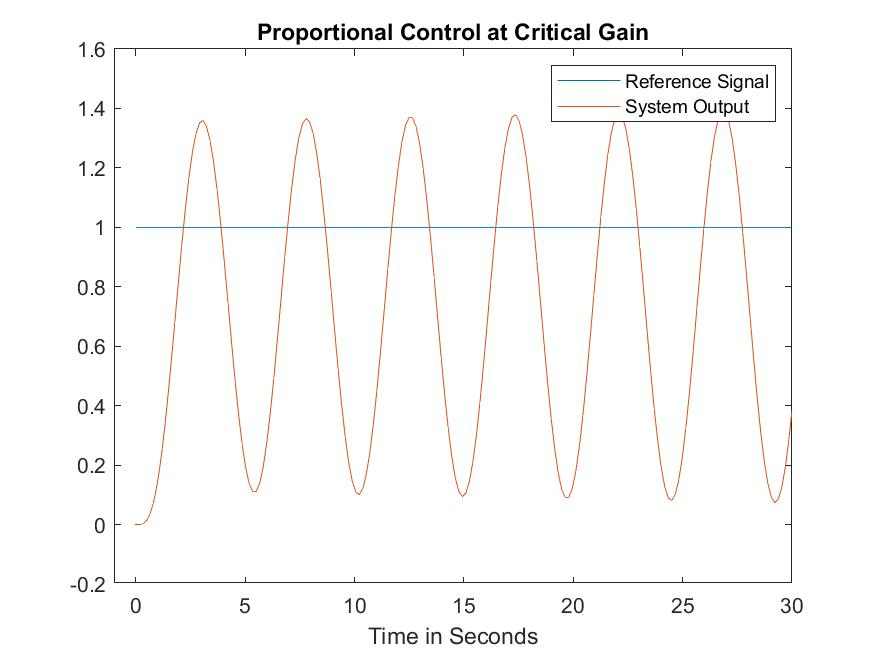 Proportional Control at Critical Gain
Reference Signal
System Output
1.6
1.4
1.2
1
0.8
0.6
0.4
0.2
0
-0.2
0 5 10 15 20 25 30
Time in Seconds